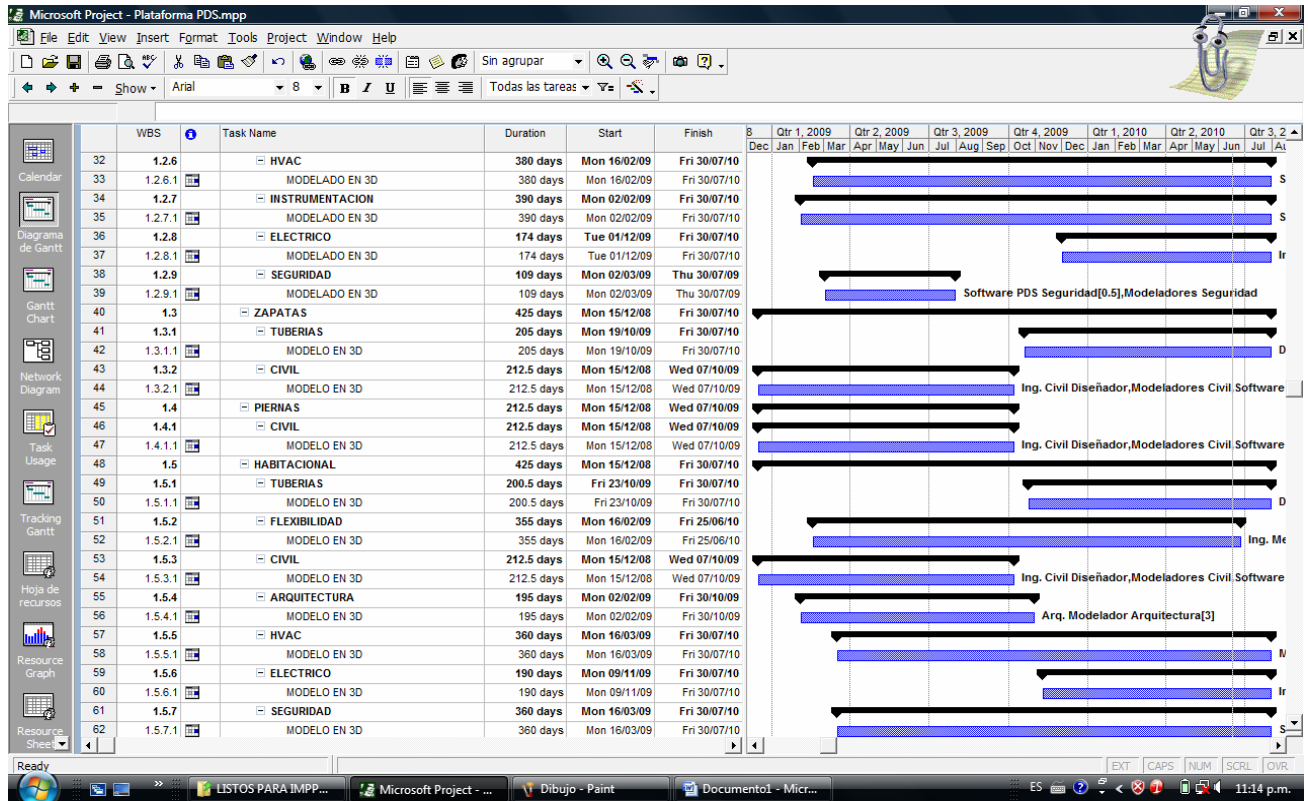 Microsoft Project - Plataforma PDS.mpp
File Edit View Insert Format Tools Project Window Help
ABC Sin agrupar
Show Arial 8 B I U Todas las tareas
WBS Task Name Duration Start Finish 8 Qtr 1, 2009 Qtr 2, 2009 Qtr 3, 2009 Qtr 4, 2009 Qtr 1, 2010 Qtr 2, 2010 Qtr 3, 2
Dec Jan Feb Mar Apr May Jun Jul Aug Sep Oct Nov Dec Jan Feb Mar Apr May Jun Jul Au
32 1.2.6 HVAC 380 days Mon 16/02/09 Fri 30/07/10
33 1.2.6.1 MODELADO EN 3D 380 days Mon 16/02/09 Fri 30/07/10 S
34 1.2.7 INSTRUMENTACION 390 days Mon 02/02/09 Fri 30/07/10
35 1.2.7.1 MODELADO EN 3D 390 days Mon 02/02/09 Fri 30/07/10 S
36 1.2.8 ELECTRICO 174 days Tue 01/12/09 Fri 30/07/10
37 1.2.8.1 MODELADO EN 3D 174 days Tue 01/12/09 Fri 30/07/10 Ir
38 1.2.9 SEGURIDAD 109 days Mon 02/03/09 Thu 30/07/09
39 1.2.9.1 MODELADO EN 3D 109 days Mon 02/03/09 Thu 30/07/09 Software PDS Seguridad[0.5],Modeladores Seguridad
40 1.3 ZAPATAS 425 days Mon 15/12/08 Fri 30/07/10
41 1.3.1 TUBERIAS 205 days Mon 19/10/09 Fri 30/07/10
42 1.3.1.1 MODELO EN 3D 205 days Mon 19/10/09 Fri 30/07/10 D
43 1.3.2 CIVIL 212.5 days Mon 15/12/08 Wed 07/10/09
44 1.3.2.1 MODELO EN 3D 212.5 days Mon 15/12/08 Wed 07/10/09 Ing. Civil Diseñador,Modeladores Civil,Software
45 1.4 PIERNAS 212.5 days Mon 15/12/08 Wed 07/10/09
46 1.4.1 CIVIL 212.5 days Mon 15/12/08 Wed 07/10/09
47 1.4.1.1 MODELO EN 3D 212.5 days Mon 15/12/08 Wed 07/10/09 Ing. Civil Diseñador,Modeladores Civil,Software
48 1.5 HABITACIONAL 425 days Mon 15/12/08 Fri 30/07/10
49 1.5.1 TUBERIAS 200.5 days Fri 23/10/09 Fri 30/07/10
50 1.5.1.1 MODELO EN 3D 200.5 days Fri 23/10/09 Fri 30/07/10 D
51 1.5.2 FLEXIBILIDAD 355 days Mon 16/02/09 Fri 25/06/10
52 1.5.2.1 MODELO EN 3D 355 days Mon 16/02/09 Fri 25/06/10 Ing. Me
53 1.5.3 CIVIL 212.5 days Mon 15/12/08 Wed 07/10/09
54 1.5.3.1 MODELO EN 3D 212.5 days Mon 15/12/08 Wed 07/10/09 Ing. Civil Diseñador,Modeladores Civil,Software
55 1.5.4 ARQUITECTURA 195 days Mon 02/02/09 Fri 30/10/09
56 1.5.4.1 MODELO EN 3D 195 days Mon 02/02/09 Fri 30/10/09 Arq. Modelador Arquitectura[3]
57 1.5.5 HVAC 360 days Mon 16/03/09 Fri 30/07/10
58 1.5.5.1 MODELO EN 3D 360 days Mon 16/03/09 Fri 30/07/10
59 1.5.6 ELECTRICO 190 days Mon 09/11/09 Fri 30/07/10
60 1.5.6.1 MODELO EN 3D 190 days Mon 09/11/09 Fri 30/07/10 Ir
61 1.5.7 SEGURIDAD 360 days Mon 16/03/09 Fri 30/07/10
62 1.5.7.1 MODELO EN 3D 360 days Mon 16/03/09 Fri 30/07/10 S
Calendar
Diagrama
de Gantt
Gantt
Chart
Network
Diagram
Task
Usage
Tracking
Gantt
Hoja de
recursos
Resource
Graph
Resource
Sheet
Ready EXT CAPS NUM SCRL OVR
LISTOS PARA IMPP... Microsoft Project - ... Dibujo - Paint Documento1 - Micr... ES 11:14 p.m.